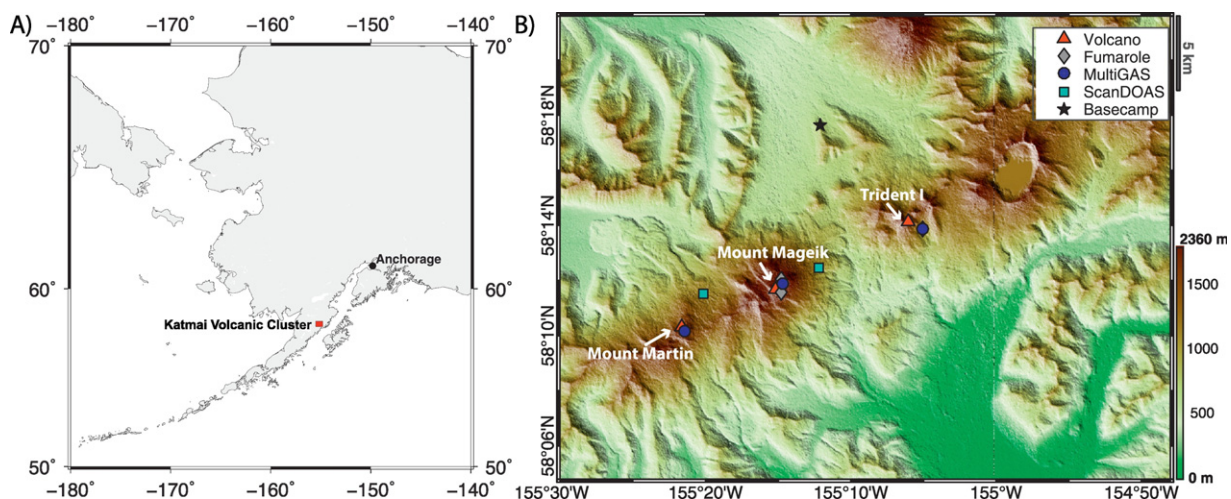 A)
−180 −170 −160 −150 −140
70° 70°
60° 60°
50° 50°
−180 −170 −160 −150 −140
Anchorage
Katmai Volcanic Cluster
B)
Volcano
Fumarole
MultiGAS
ScanDOAS
Basecamp
5 km
58°18'N
58°14'N
58°10'N
58°06'N
Trident I
Mount Mageik
Mount Martin
2360 m
1500
1000
500
0 m
155°30'W 155°20'W 155°10'W 155°W 154°50'W